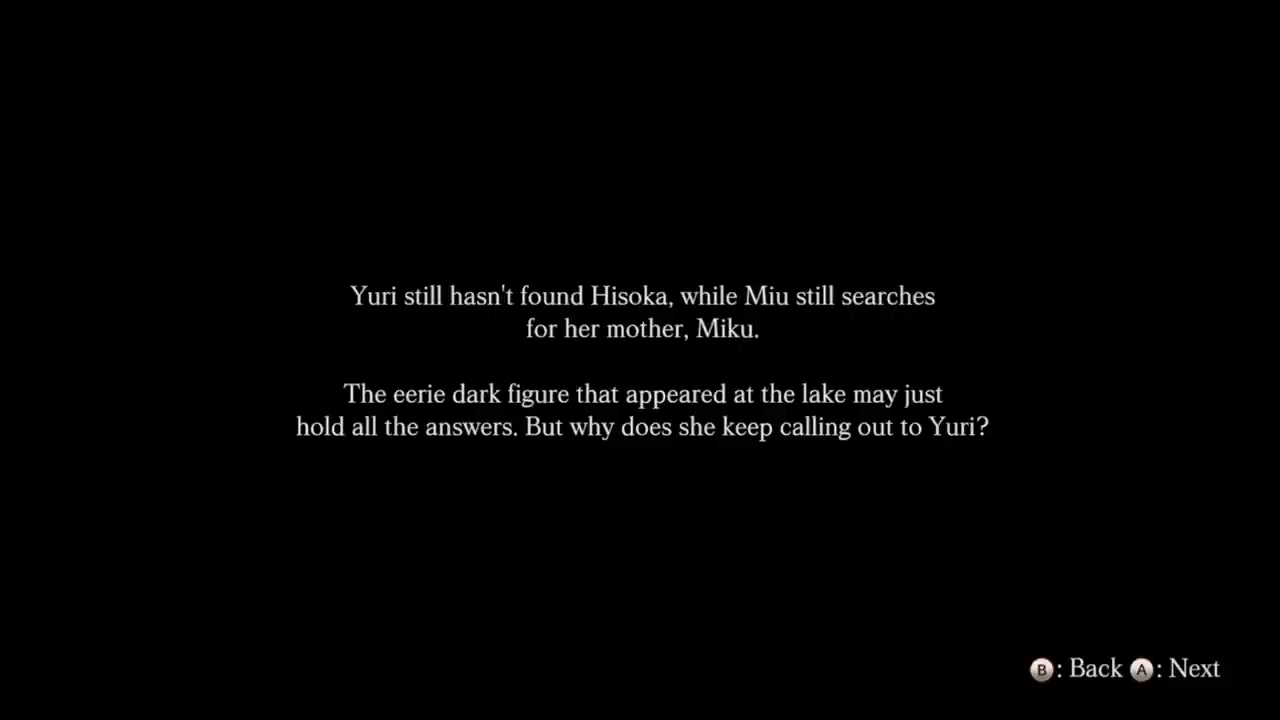 Yuri still hasn't found Hisoka, while Miu still searches
for her mother, Miku.
The eerie dark figure that appeared at the lake may just
hold all the answers. But why does she keep calling out to Yuri?
B: Back A: Next